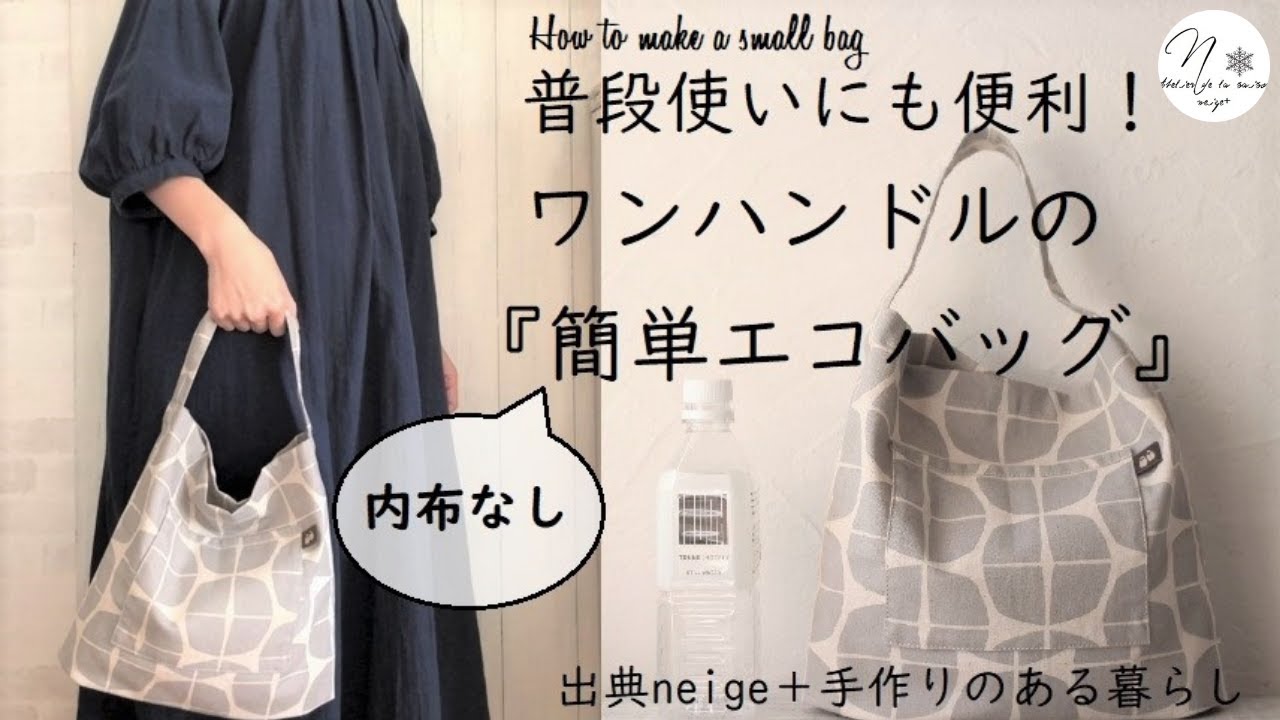 How to make a small bag
普段使いにも便利！
ワンハンドルの
『簡単エコバッグ』
内布なし
出典neige＋手作りのある暮らし
N